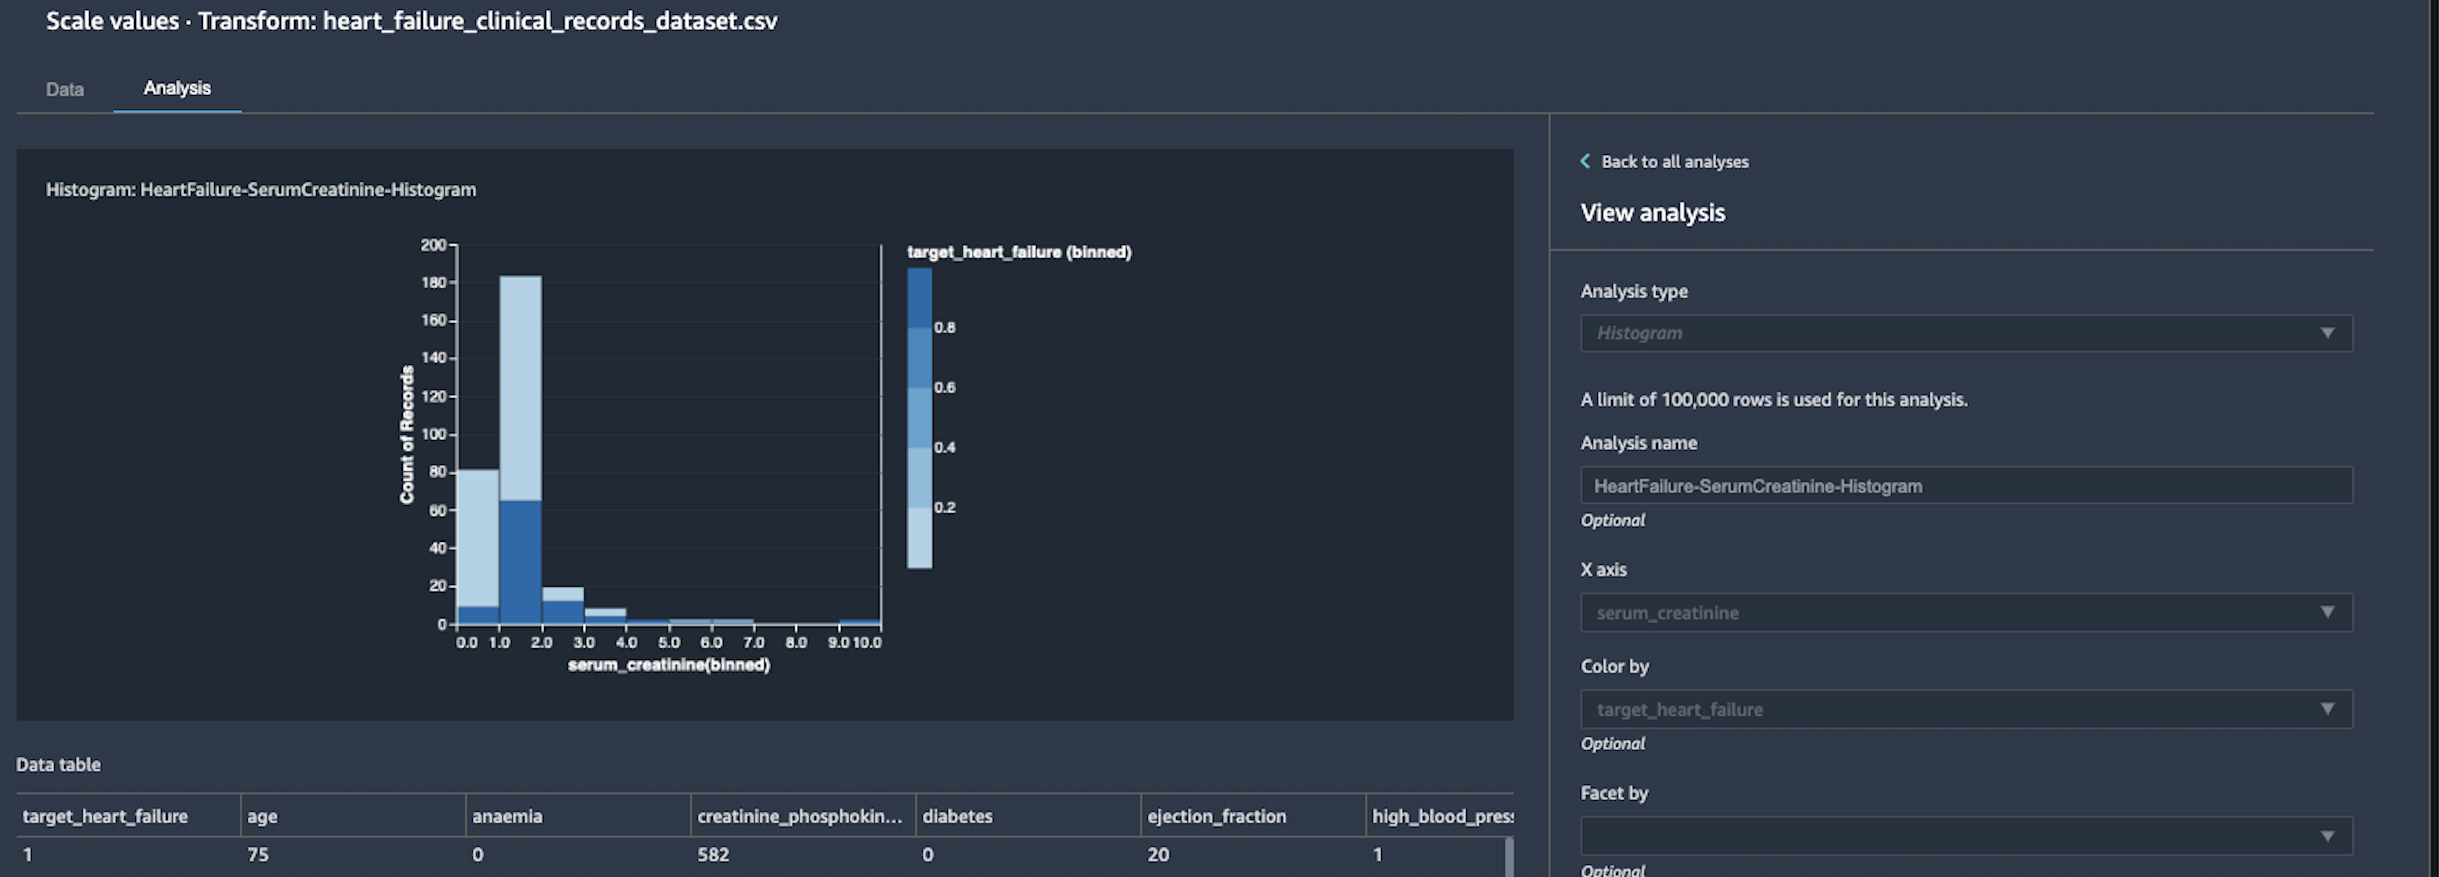 Scale values · Transform: heart_failure_clinical_records_dataset.csv
Data
Analysis
Histogram: HeartFailure-SerumCreatinine-Histogram
200
180
160
140
120
100
80
60
40
20
0
Count of Records
0.0 1.0 2.0 3.0 4.0 5.0 6.0 7.0 8.0 9.0 10.0
serum_creatinine(binned)
target_heart_failure (binned)
0.8
0.6
0.4
0.2
Data table
target_heart_failure age anaemia creatinine_phosphokin... diabetes ejection_fraction high_blood_press
1 75 0 582 0 20 1
Back to all analyses
View analysis
Analysis type
Histogram
A limit of 100,000 rows is used for this analysis.
Analysis name
HeartFailure-SerumCreatinine-Histogram
Optional
X axis
serum_creatinine
Color by
target_heart_failure
Optional
Facet by
Optional